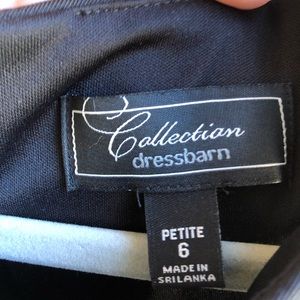 Collection
dressbarn
PETITE
6
MADE IN
SRI LANKA